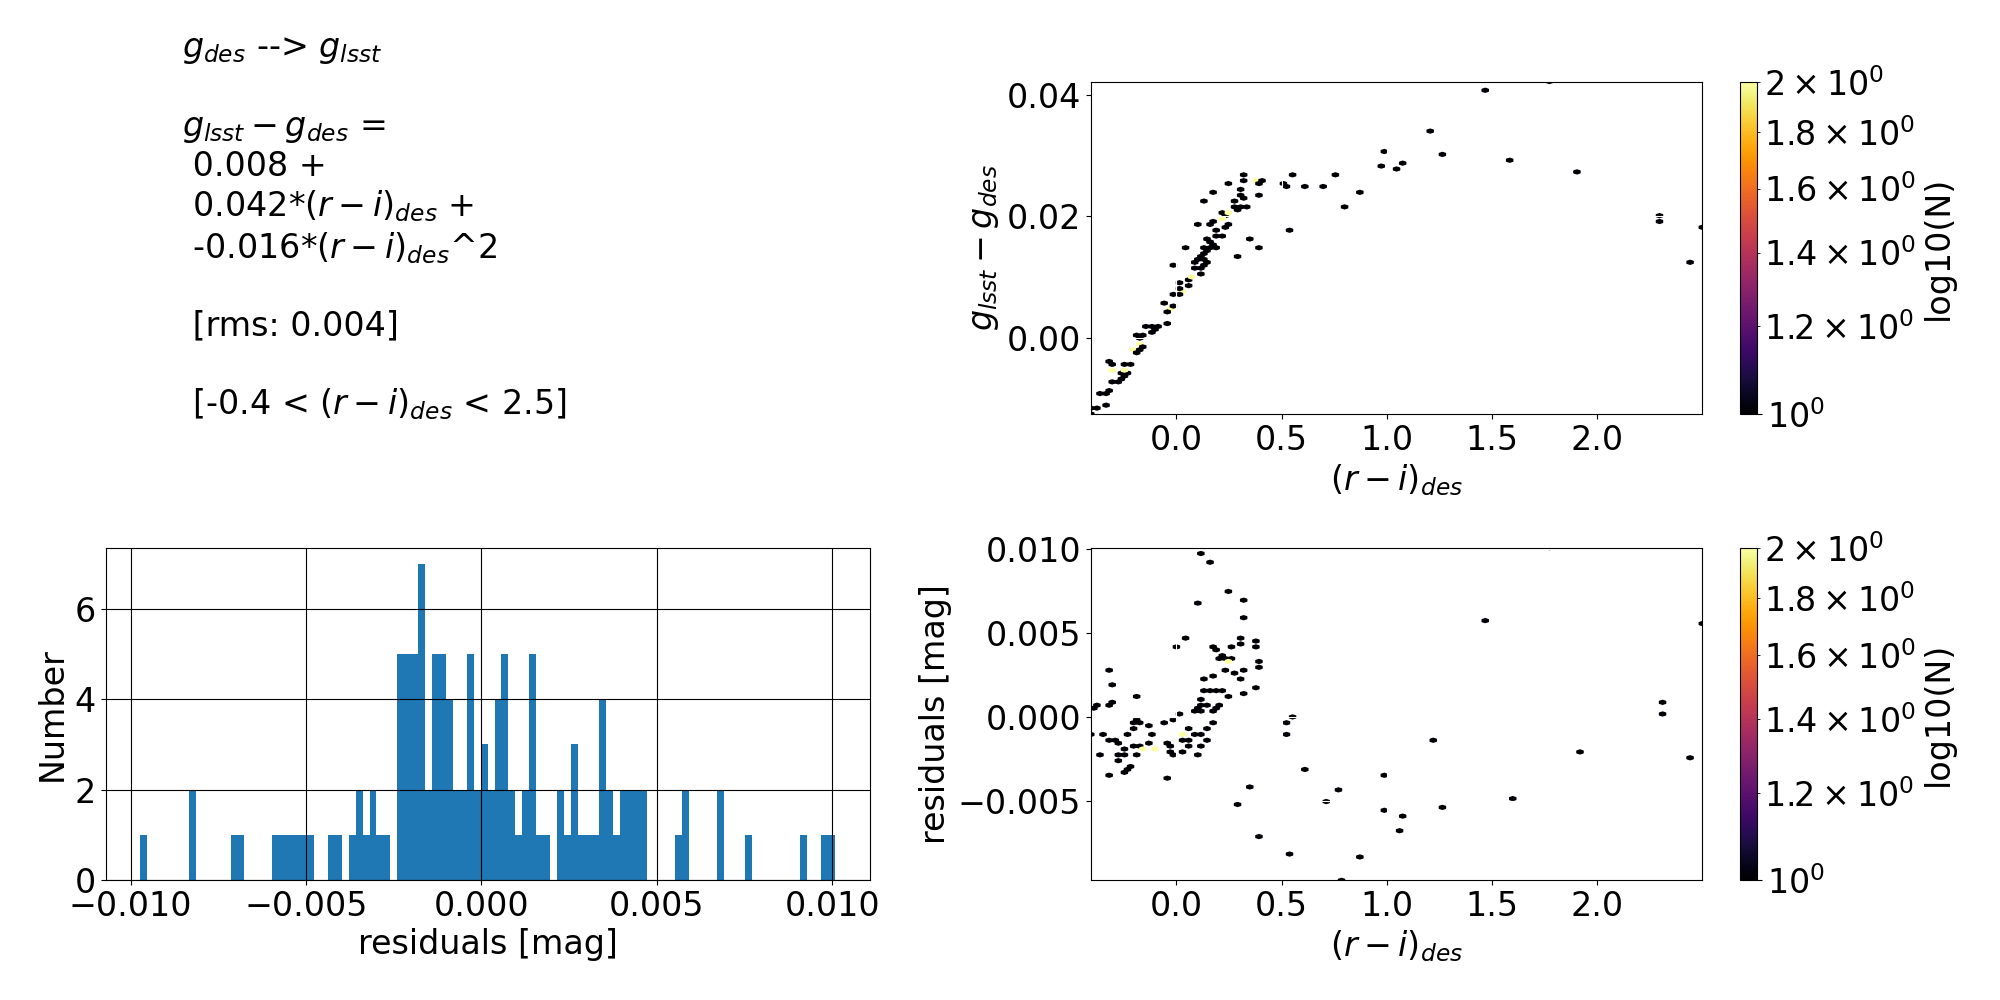 g_des --> g_lsst
g_lsst − g_des =
0.008 +
0.042*(r − i)_des +
-0.016*(r − i)_des^2
[rms: 0.004]
[-0.4 < (r − i)_des < 2.5]
0.04
0.02
0.00
g_lsst − g_des
0.0 0.5 1.0 1.5 2.0
(r − i)_des
2 × 10^0
1.8 × 10^0
1.6 × 10^0
1.4 × 10^0
1.2 × 10^0
10^0
log10(N)
6
4
2
0
Number
−0.010 −0.005 0.000 0.005 0.010
residuals [mag]
0.010
0.005
0.000
−0.005
residuals [mag]
0.0 0.5 1.0 1.5 2.0
(r − i)_des
2 × 10^0
1.8 × 10^0
1.6 × 10^0
1.4 × 10^0
1.2 × 10^0
10^0
log10(N)